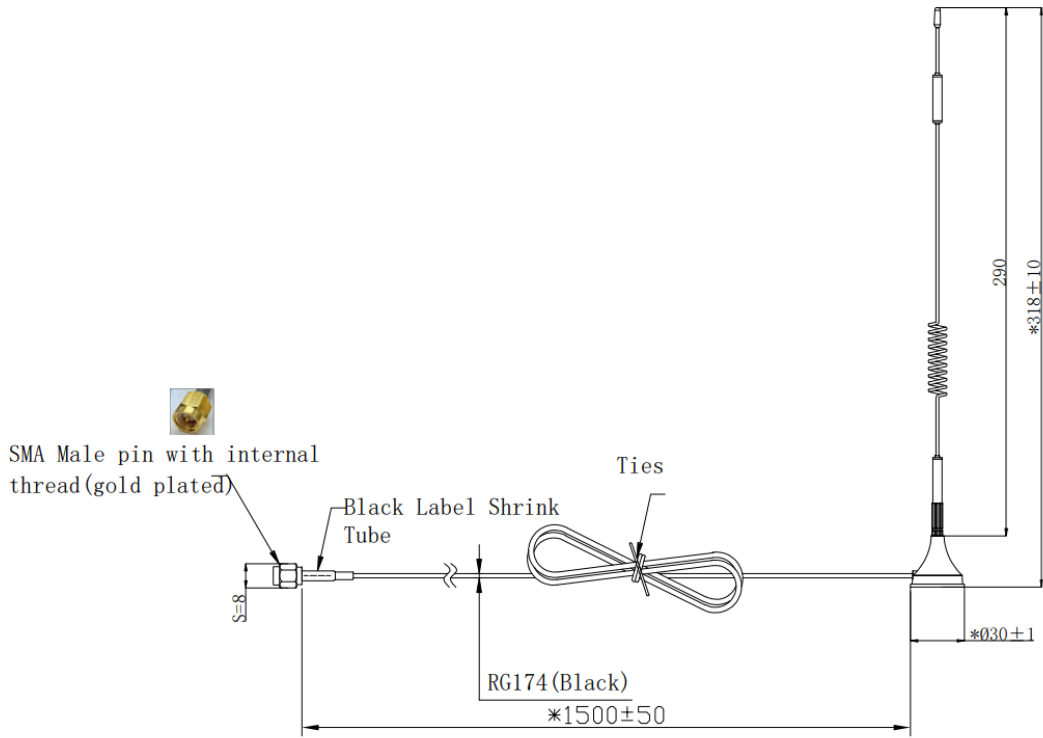 290
*318±10
SMA Male pin with internal
thread(gold plated)
Ties
Black Label Shrink
Tube
S=8
*Ø30±1
RG174(Black)
*1500±50